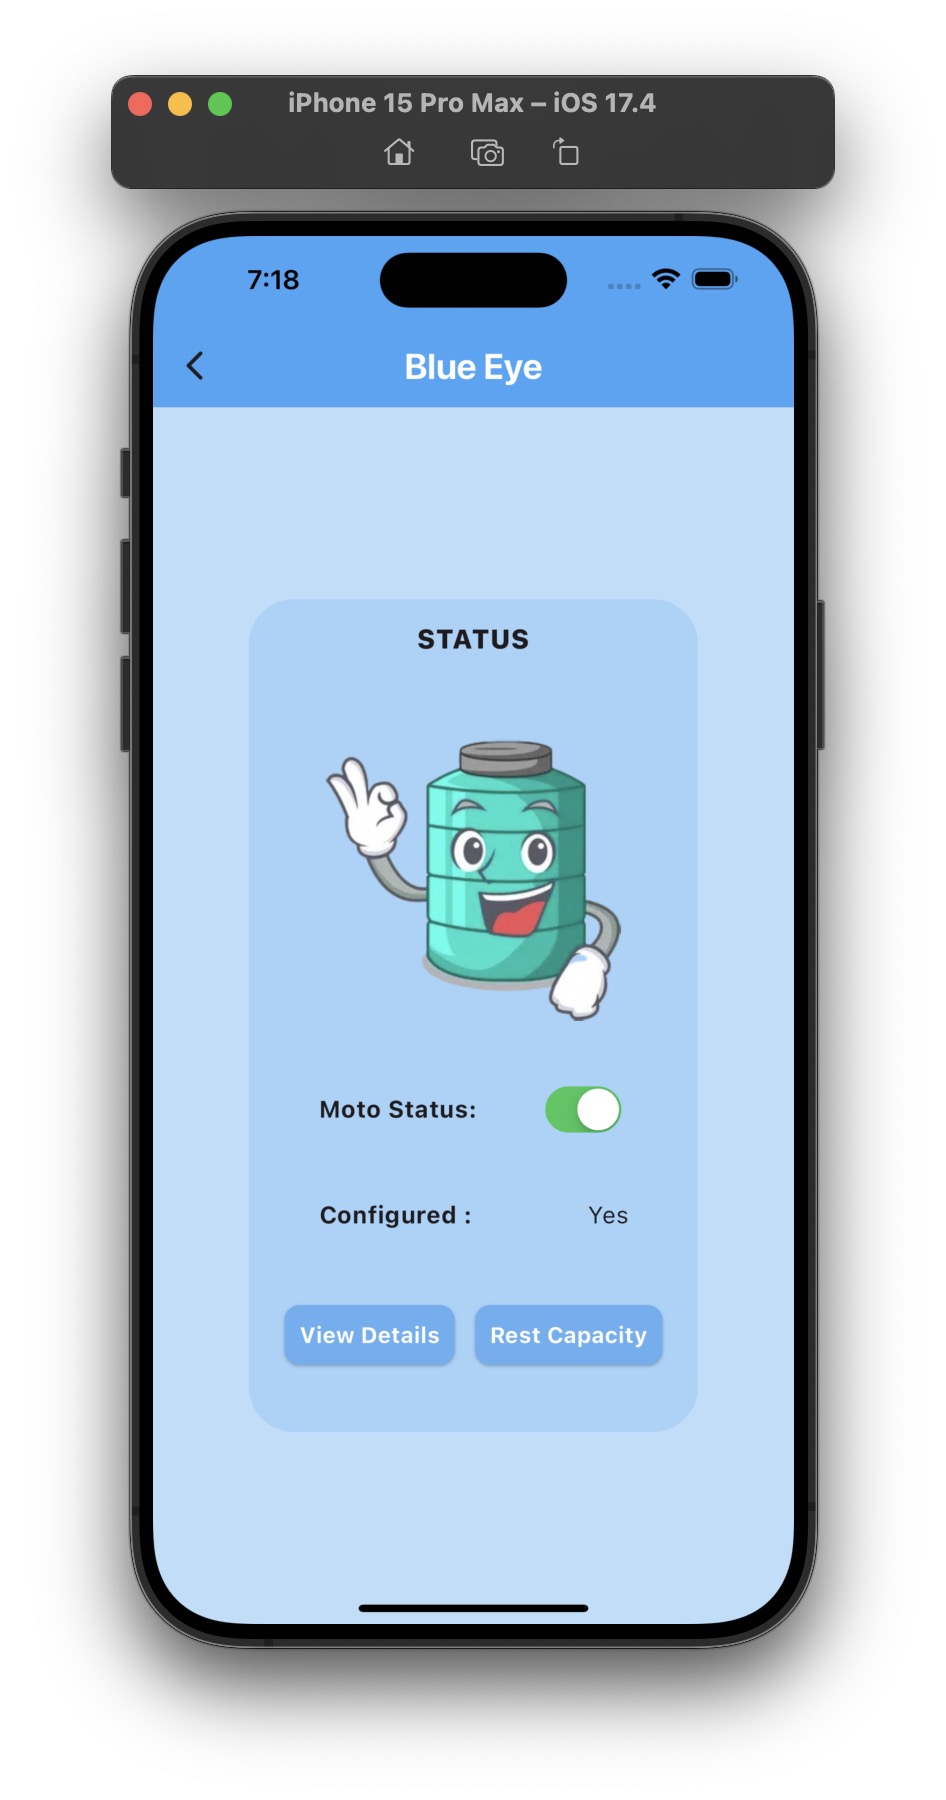 iPhone 15 Pro Max – iOS 17.4
7:18
Blue Eye
STATUS
Moto Status:
Configured : Yes
View Details Rest Capacity